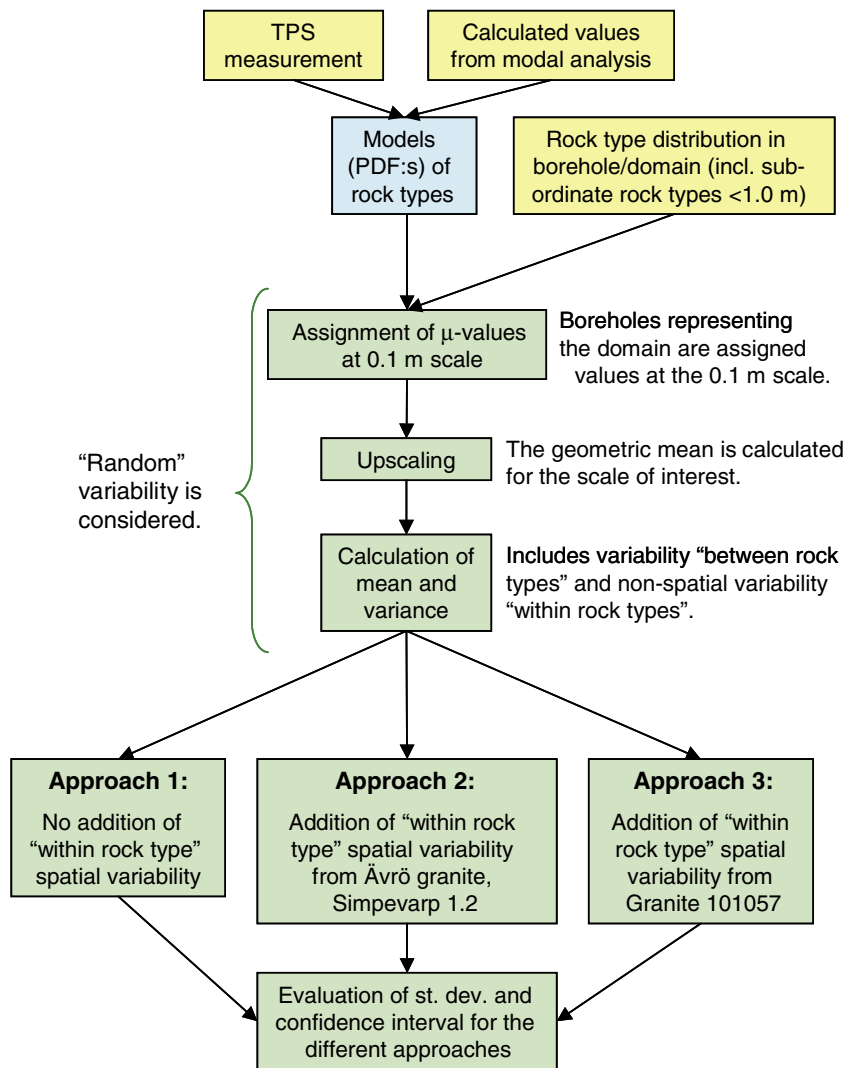 TPS
measurement
Calculated values
from modal analysis
Models
(PDF:s) of
rock types
Rock type distribution in
borehole/domain (incl. sub-
ordinate rock types <1.0 m)
Assignment of μ-values
at 0.1 m scale
Boreholes representing
the domain are assigned
values at the 0.1 m scale.
“Random”
variability is
considered.
Upscaling
The geometric mean is calculated
for the scale of interest.
Calculation of
mean and
variance
Includes variability “between rock
types” and non-spatial variability
“within rock types”.
Approach 1:
No addition of
“within rock type”
spatial variability
Approach 2:
Addition of “within rock
type” spatial variability
from Ävrö granite,
Simpevarp 1.2
Approach 3:
Addition of “within
rock type” spatial
variability from
Granite 101057
Evaluation of st. dev. and
confidence interval for the
different approaches